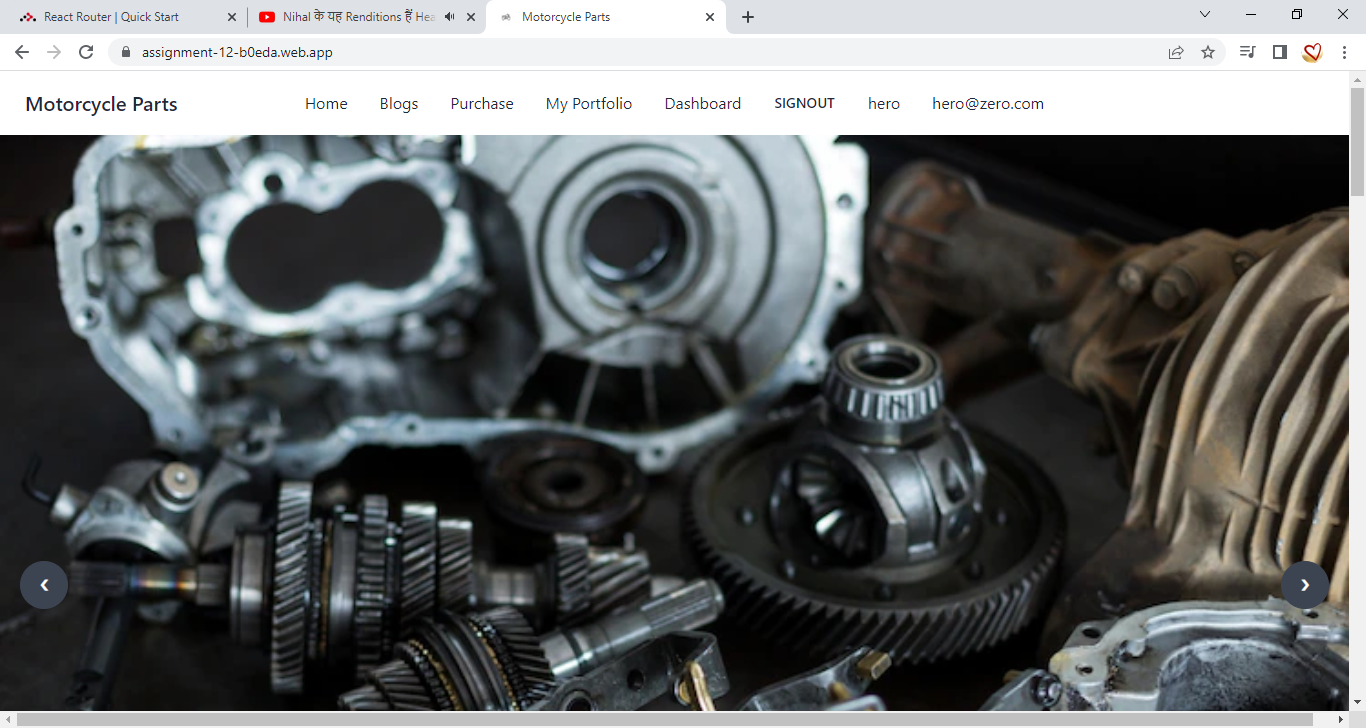 React Router | Quick Start
Nihal के यह Renditions हैं Hea
Motorcycle Parts
assignment-12-b0eda.web.app
Motorcycle Parts
Home Blogs Purchase My Portfolio Dashboard SIGNOUT hero hero@zero.com